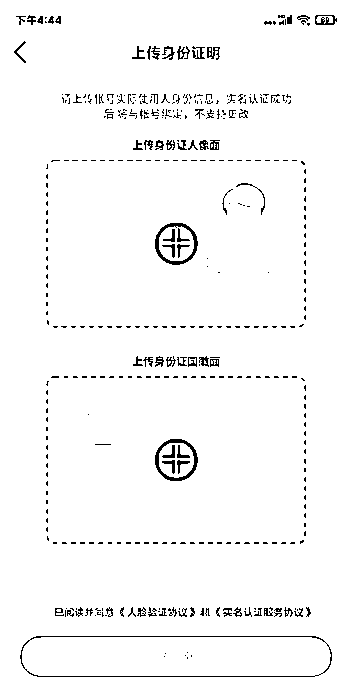 下午4:44
上传身份证明
请上传帐号实际使用人身份信息，实名认证成功
后将与帐号绑定，不支持更改
上传身份证人像面
上传身份证国徽面
已阅读并同意《人脸验证协议》和《实名认证服务协议》